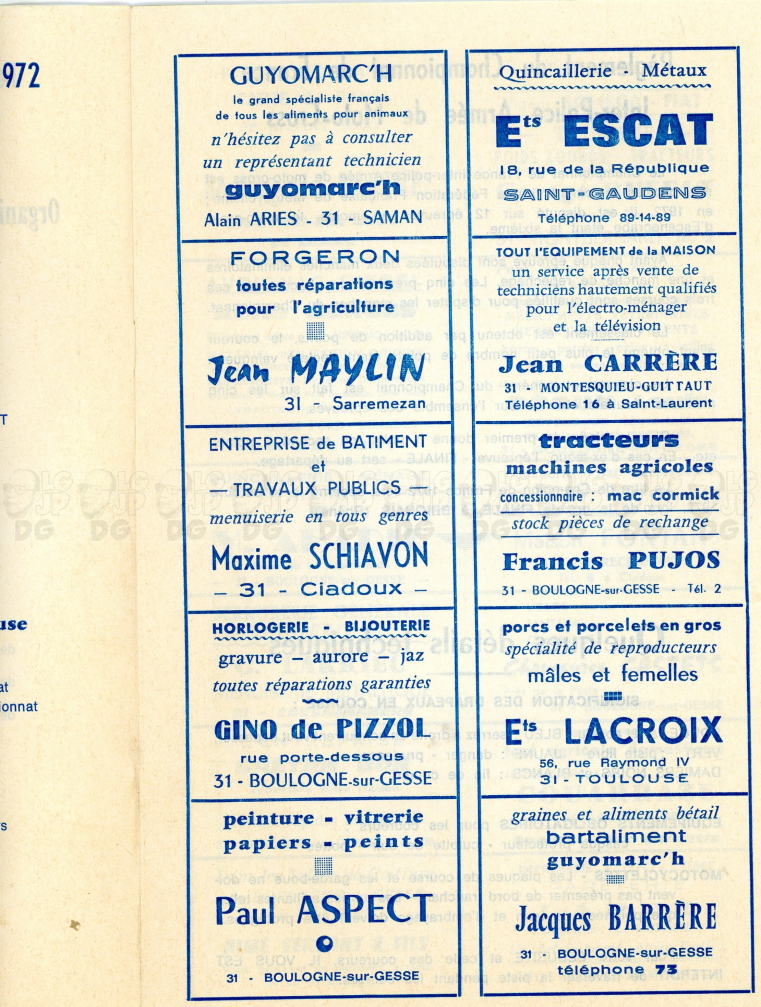 972
T
use
at
ionnat
rs
GUYOMARC'H
le grand spécialiste français
de tous les aliments pour animaux
n'hésitez pas à consulter
un représentant technicien
guyomarc'h
Alain ARIES - 31 - SAMAN
FORGERON
toutes réparations
pour l'agriculture
Jean MAYLIN
31 - Sarremezan
ENTREPRISE de BATIMENT
et
— TRAVAUX PUBLICS —
menuiserie en tous genres
Maxime SCHIAVON
– 31 - Ciadoux –
HORLOGERIE - BIJOUTERIE
gravure – aurore – jaz
toutes réparations garanties
GINO de PIZZOL
rue porte-dessous
31 - BOULOGNE-sur-GESSE
peinture - vitrerie
papiers - peints
Paul ASPECT
31 - BOULOGNE-sur-GESSE
Quincaillerie - Métaux
Ets ESCAT
18, rue de la République
SAINT-GAUDENS
Téléphone 89-14-89
TOUT l'EQUIPEMENT de la MAISON
un service après vente de
techniciens hautement qualifiés
pour l'électro-ménager
et la télévision
Jean CARRÈRE
31 - MONTESQUIEU-GUITTAUT
Téléphone 16 à Saint-Laurent
tracteurs
machines agricoles
concessionnaire : mac cormick
stock pièces de rechange
Francis PUJOS
31 - BOULOGNE-sur-GESSE - Tél. 2
porcs et porcelets en gros
spécialité de reproducteurs
mâles et femelles
Ets LACROIX
56, rue Raymond IV
31 - TOULOUSE
graines et aliments bétail
bartaliment
guyomarc'h
Jacques BARRÈRE
31 - BOULOGNE-sur-GESSE
téléphone 73